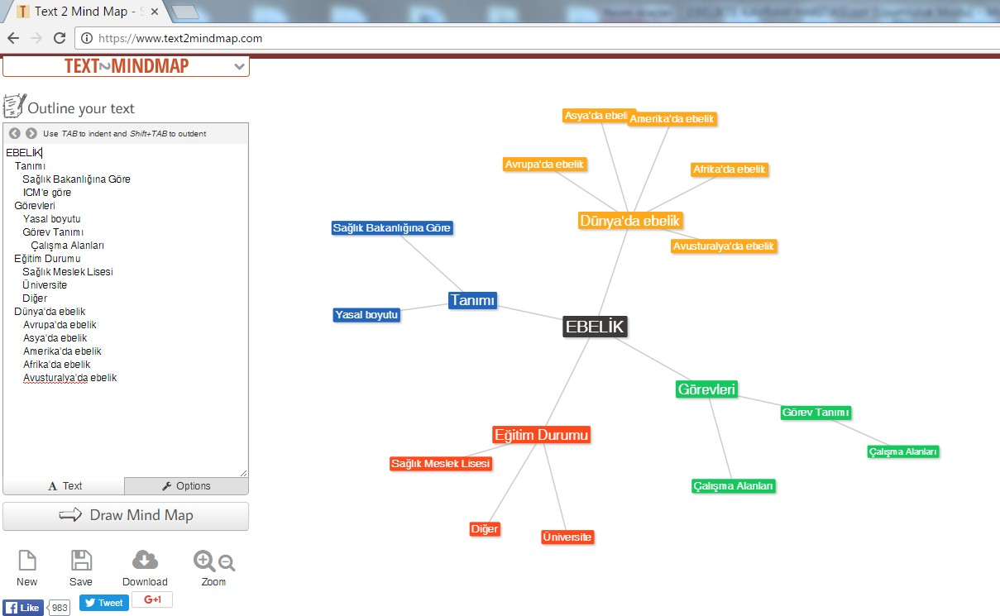 Text 2 Mind Map -
https://www.text2mindmap.com
TEXT2MINDMAP
Outline your text
Use TAB to indent and Shift+TAB to outdent
EBELİK
Tanımı
Sağlık Bakanlığına Göre
ICM'e göre
Görevleri
Yasal boyutu
Görev Tanımı
Çalışma Alanları
Eğitim Durumu
Sağlık Meslek Lisesi
Üniversite
Diğer
Dünya'da ebelik
Avrupa'da ebelik
Asya'da ebelik
Amerika'da ebelik
Afrika'da ebelik
Avusturalya'da ebelik
A Text
Options
Draw Mind Map
New
Save
Download
Zoom
Like
983
Tweet
G+1
Asya'da ebeli
Amerika'da ebelik
Avrupa'da ebelik
Afrika'da ebelik
Dünya'da ebelik
Avusturalya'da ebelik
Sağlık Bakanlığına Göre
Tanımı
Yasal boyutu
EBELİK
Görevleri
Görev Tanımı
Çalışma Alanları
Çalışma Alanları
Eğitim Durumu
Sağlık Meslek Lisesi
Diğer
Üniversite